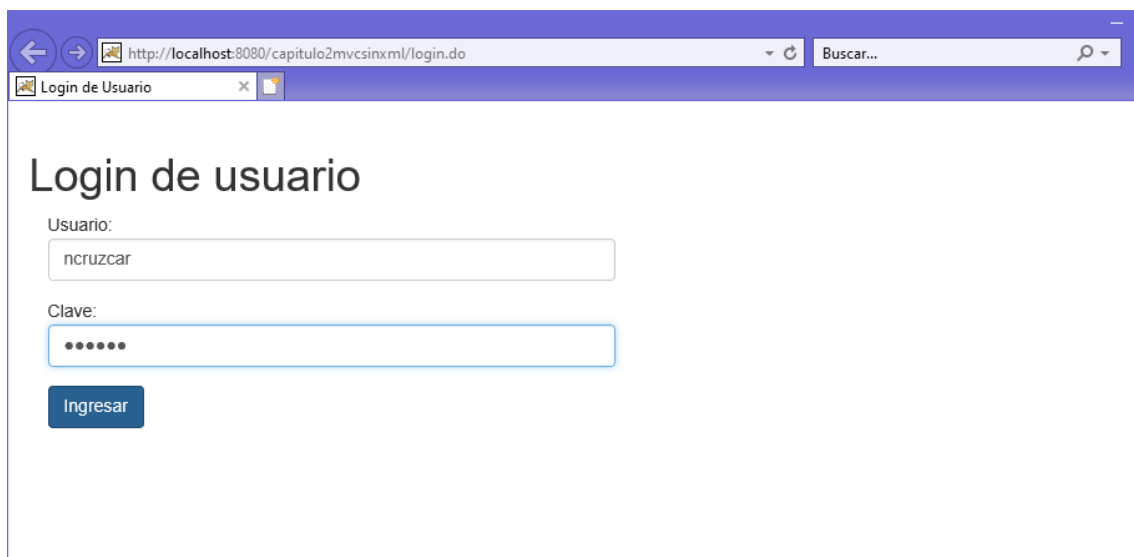 http://localhost:8080/capitulo2mvcsinxml/login.do
Buscar...
Login de Usuario
Login de usuario
Usuario:
ncruzcar
Clave:
••••••
Ingresar